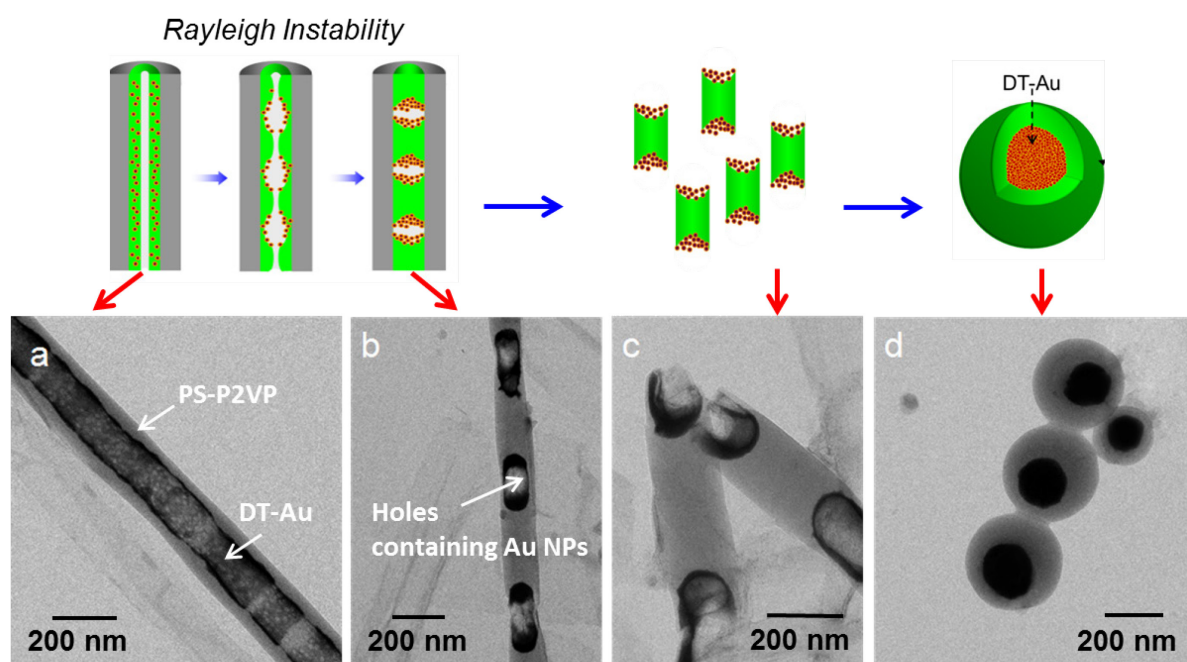 Rayleigh Instability
DT-Au
a
PS-P2VP
DT-Au
200 nm
b
Holes
containing Au NPs
200 nm
c
200 nm
d
200 nm